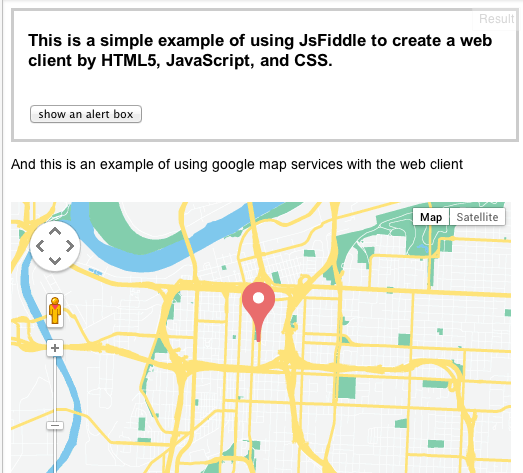 Result
This is a simple example of using JsFiddle to create a web
client by HTML5, JavaScript, and CSS.
show an alert box
And this is an example of using google map services with the web client
Map Satellite